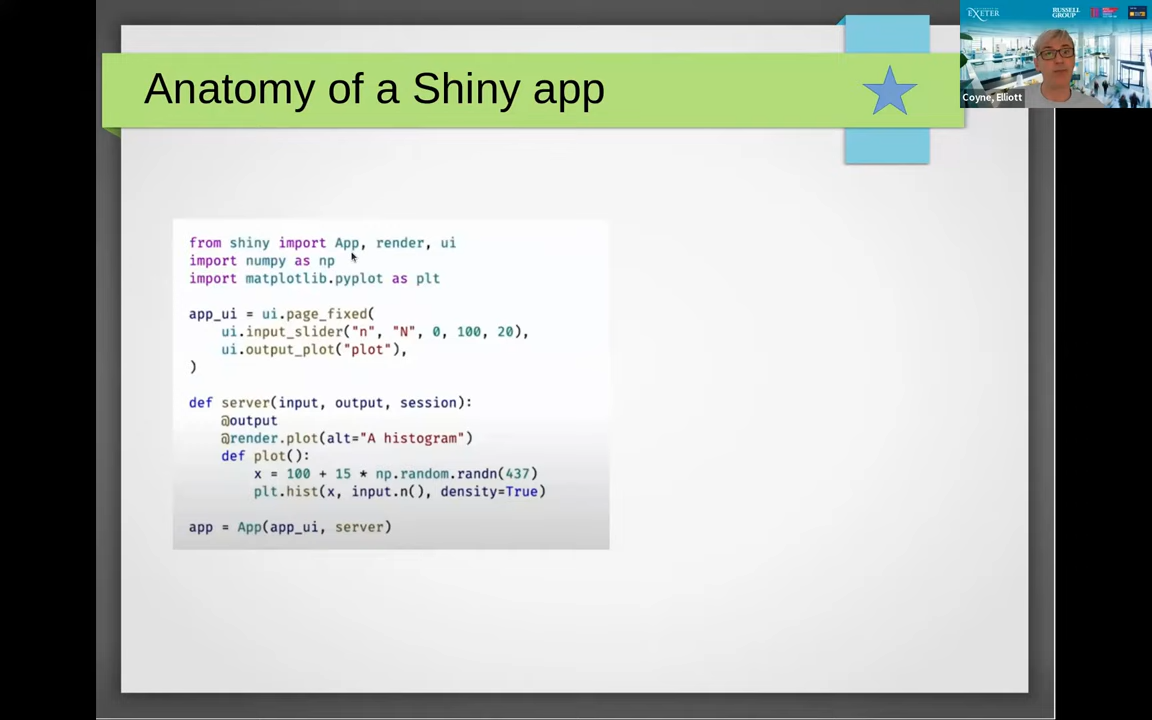 Anatomy of a Shiny app
EXETER
RUSSELL
GROUP
Coyne, Elliott
from shiny import App, render, ui
import numpy as np
import matplotlib.pyplot as plt
app_ui = ui.page_fixed(
ui.input_slider("n", "N", 0, 100, 20),
ui.output_plot("plot"),
)
def server(input, output, session):
@output
@render.plot(alt="A histogram")
def plot():
x = 100 + 15 * np.random.randn(437)
plt.hist(x, input.n(), density=True)
app = App(app_ui, server)